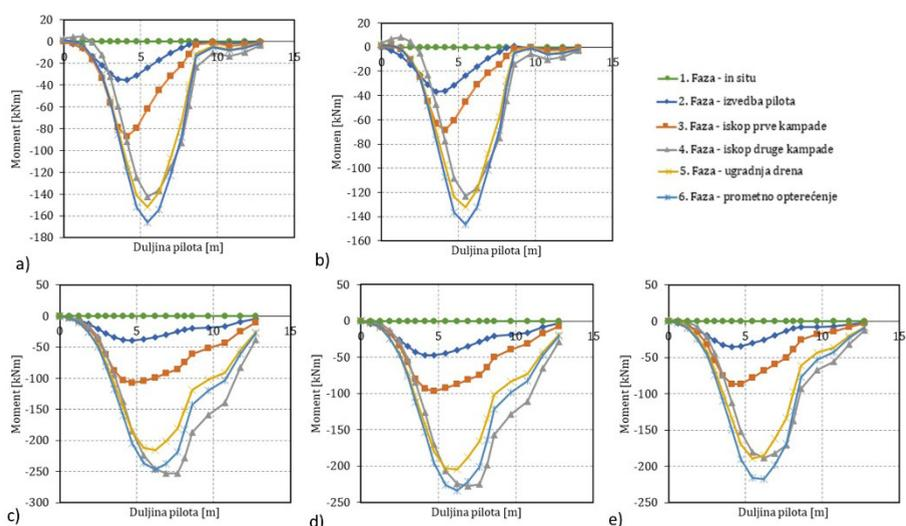 20
0
-20
-40
-60
-80
-100
-120
-140
-160
-180
0 5 10 15
Moment [kNm]
Duljina pilota [m]
a)
20
0
-20
-40
-60
-80
-100
-120
-140
-160
0 5 10 15
Momen [kNm]
Duljina pilota [m]
b)
1. Faza - in situ
2. Faza - izvedba pilota
3. Faza - iskop prve kampade
4. Faza - iskop druge kampade
5. Faza - ugradnja drena
6. Faza - prometno opterećenje
50
0
-50
-100
-150
-200
-250
-300
0 5 10 15
Moment [kNm]
Duljina pilota [m]
c)
50
0
-50
-100
-150
-200
-250
0 5 10 15
Moment [kNm]
Duljina pilota [m]
d)
50
0
-50
-100
-150
-200
-250
0 5 10 15
Moment [kNm]
Duljina pilota [m]
e)